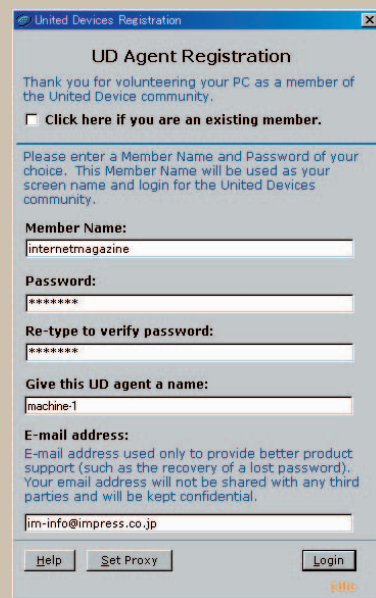 United Devices Registration
UD Agent Registration
Thank you for volunteering your PC as a member of
the United Device community.
Click here if you are an existing member.
Please enter a Member Name and Password of your
choice. This Member Name will be used as your
screen name and login for the United Devices
community.
Member Name:
internetmagazine
Password:
*******
Re-type to verify password:
*******
Give this UD agent a name:
machine-1
E-mail address:
E-mail address used only to provide better product
support (such as the recovery of a lost password).
Your email address will not be shared with any third
parties and will be kept confidential.
im-info@impress.co.jp
Help Set Proxy Login